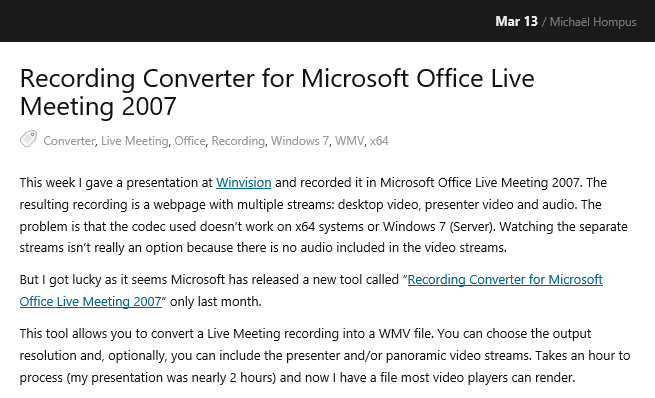 Mar 13 / Michaël Hompus
Recording Converter for Microsoft Office Live
Meeting 2007
Converter, Live Meeting, Office, Recording, Windows 7, WMV, x64
This week I gave a presentation at Winvision and recorded it in Microsoft Office Live Meeting 2007. The
resulting recording is a webpage with multiple streams: desktop video, presenter video and audio. The
problem is that the codec used doesn’t work on x64 systems or Windows 7 (Server). Watching the separate
streams isn’t really an option because there is no audio included in the video streams.
But I got lucky as it seems Microsoft has released a new tool called “Recording Converter for Microsoft
Office Live Meeting 2007” only last month.
This tool allows you to convert a Live Meeting recording into a WMV file. You can choose the output
resolution and, optionally, you can include the presenter and/or panoramic video streams. Takes an hour to
process (my presentation was nearly 2 hours) and now I have a file most video players can render.